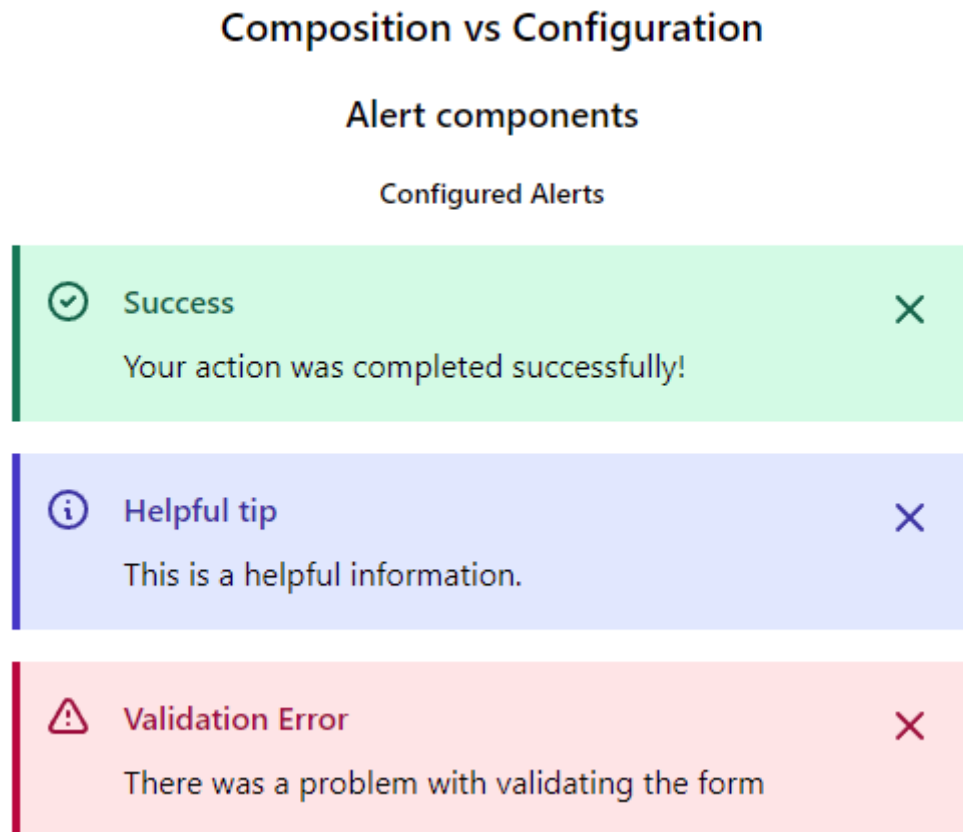 Composition vs Configuration
Alert components
Configured Alerts
Success
Your action was completed successfully!
Helpful tip
This is a helpful information.
Validation Error
There was a problem with validating the form